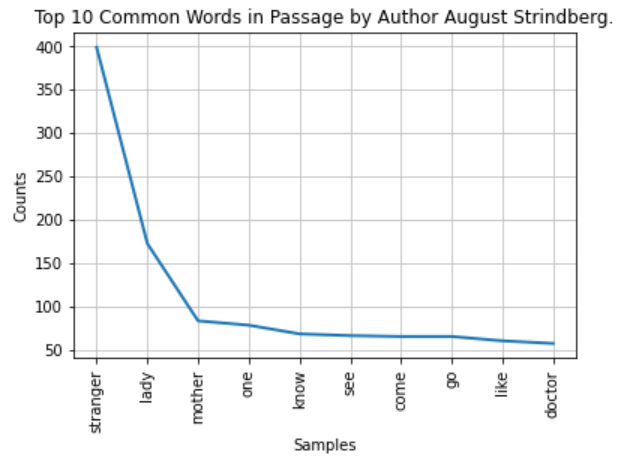 Top 10 Common Words in Passage by Author August Strindberg.
400
350
300
250
200
150
100
50
Counts
stranger
lady
mother
one
know
see
come
go
like
doctor
Samples